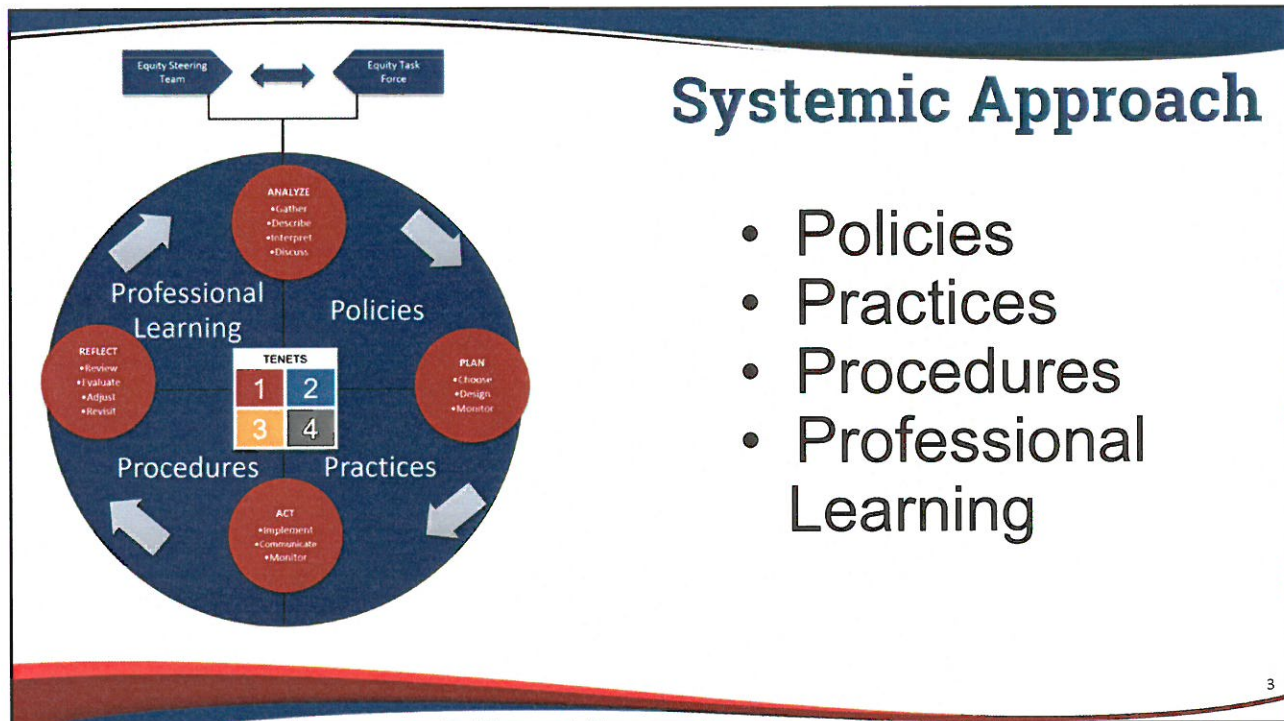 Equity Steering
Team
Equity Task
Force
Systemic Approach
ANALYZE
•Gather
•Describe
•Interpret
•Discuss
Professional
Learning
Policies
REFLECT
•Review
•Evaluate
•Adjust
•Revisit
TENETS
1 2
3 4
PLAN
•Choose
•Design
•Monitor
Procedures
Practices
ACT
•Implement
•Communicate
•Monitor
• Policies
• Practices
• Procedures
• Professional
Learning
3